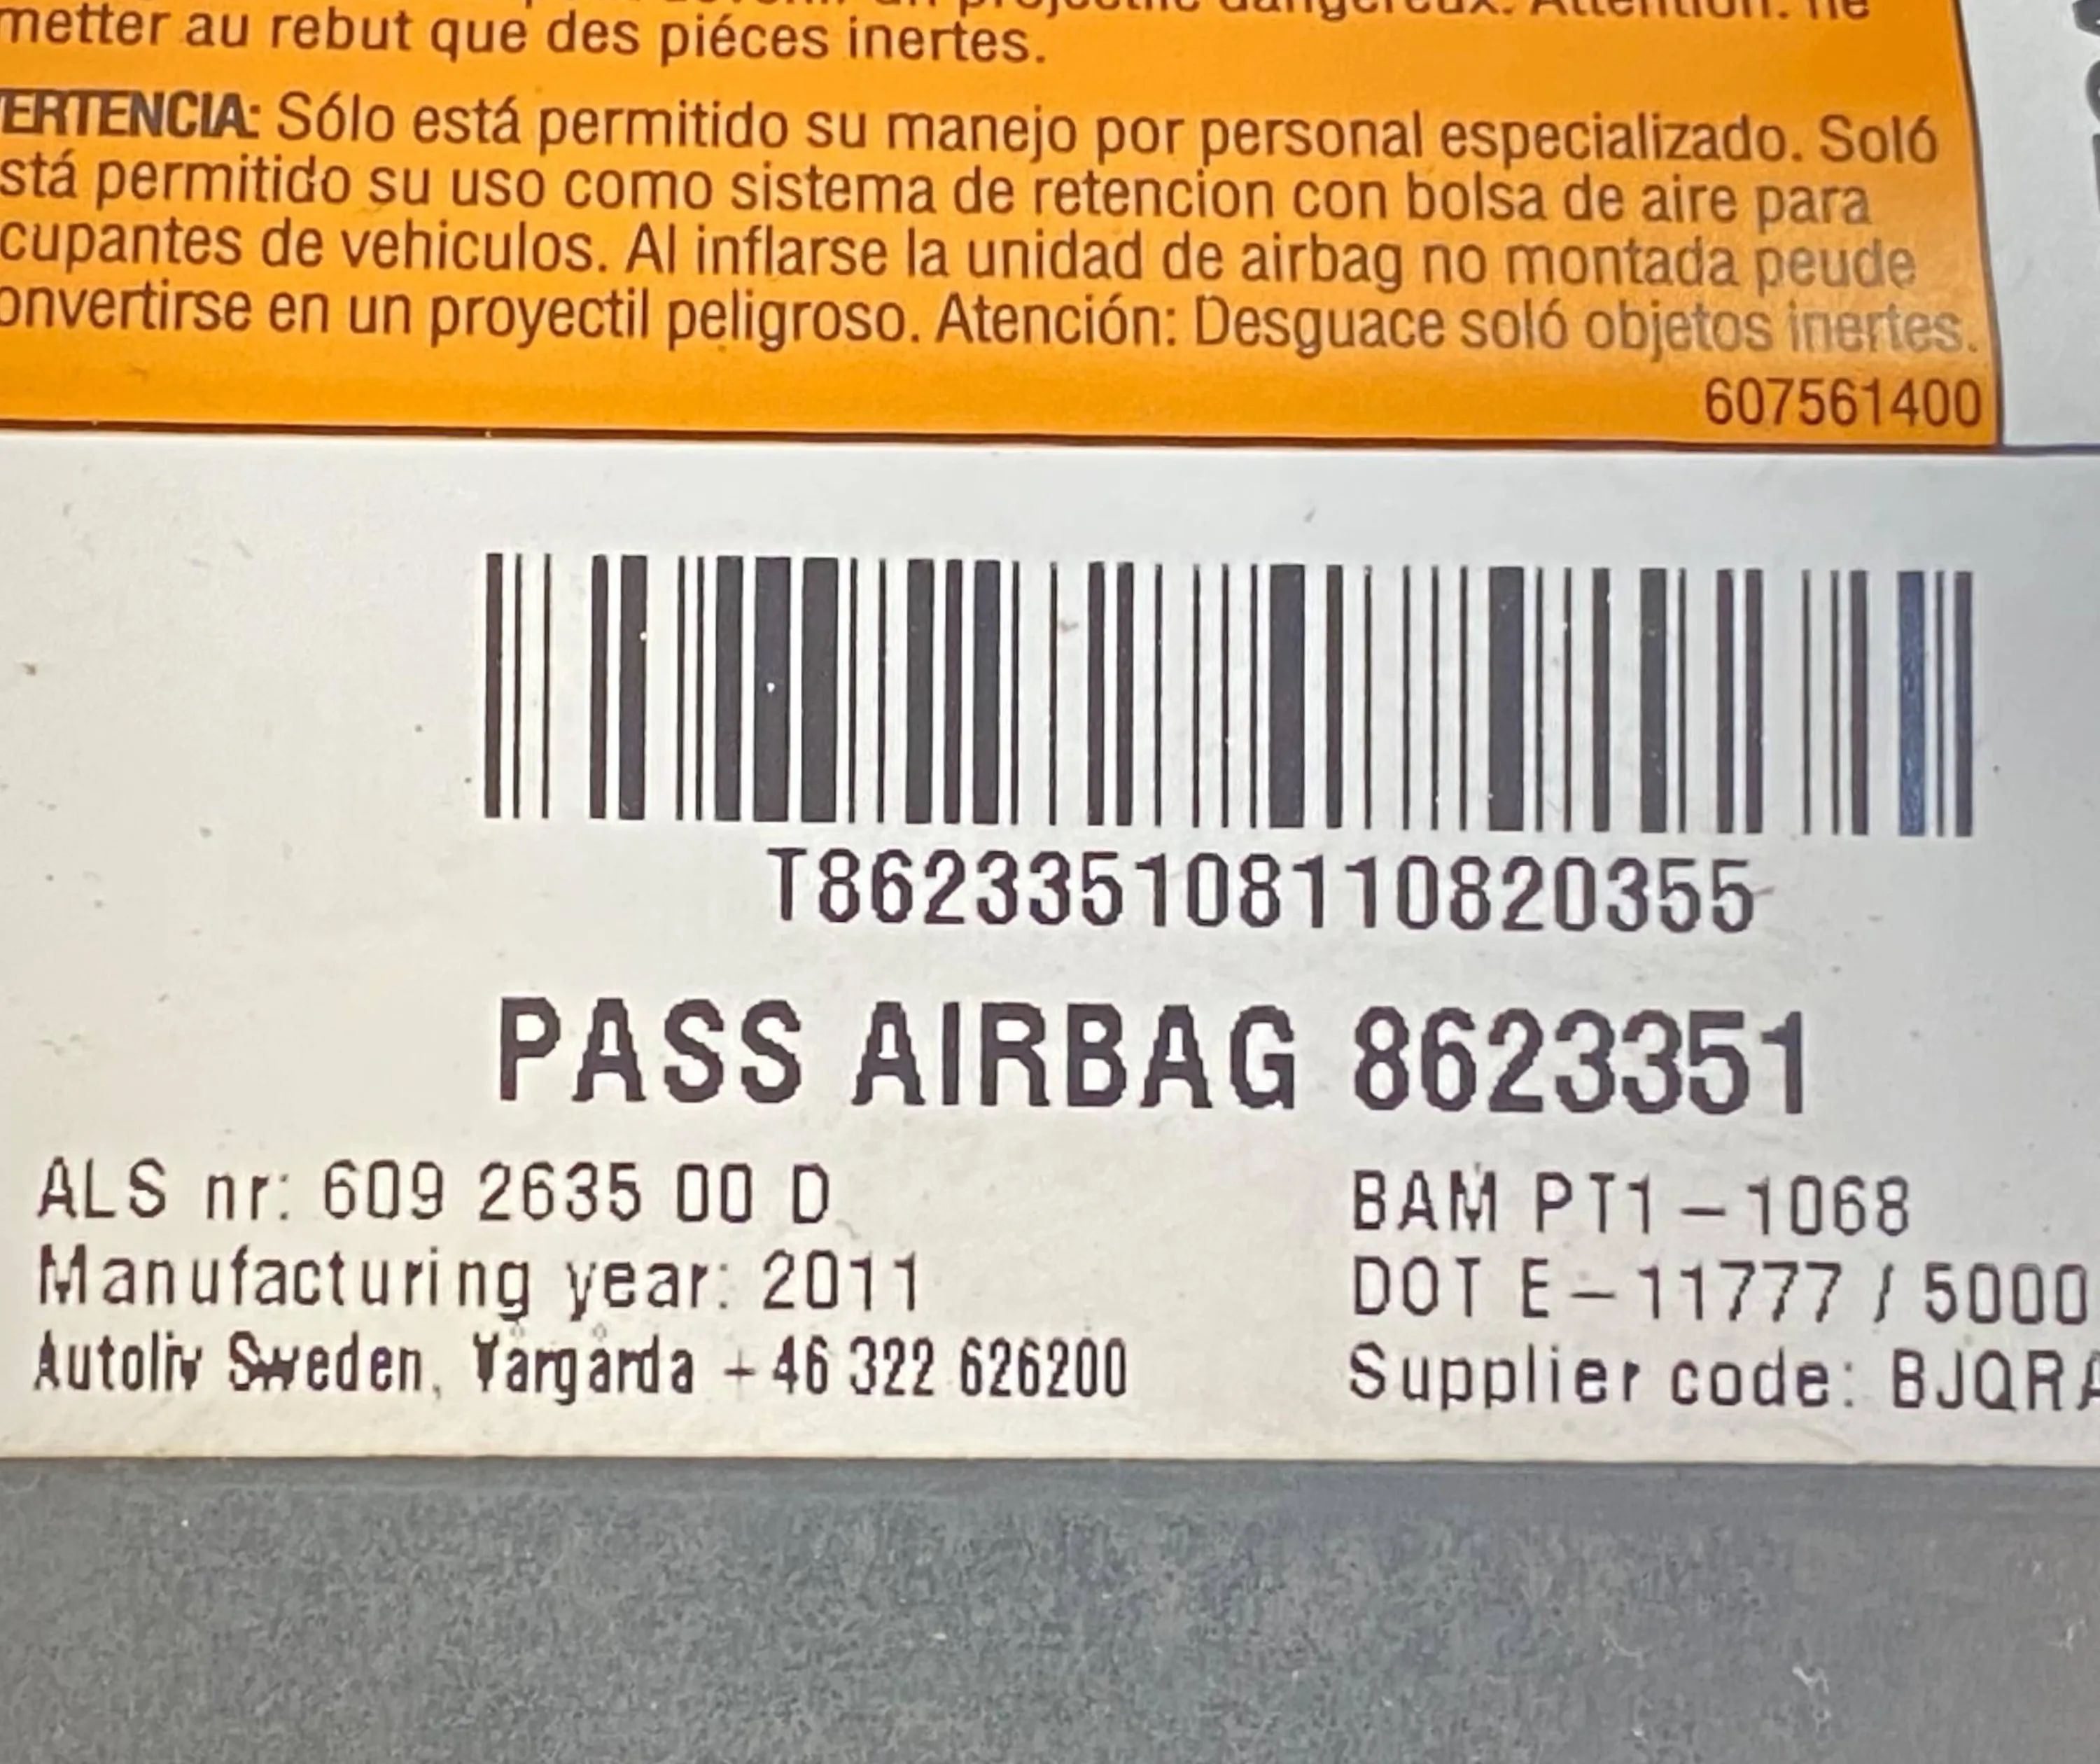 metter au rebut que des piéces inertes.
ERTENCIA: Sólo está permitido su manejo por personal especializado. Soló
stá permitido su uso como sistema de retencion con bolsa de aire para
cupantes de vehiculos. Al inflarse la unidad de airbag no montada peude
onvertirse en un proyectil peligroso. Atención: Desguace soló objetos inertes.
607561400
T862335108110820355
PASS AIRBAG 8623351
ALS nr: 609 2635 00 D
BAM PT1-1068
Manufacturing year: 2011
DOT E-11777 / 5000
Autoliv Sweden, Vårgårda +46 322 626200
Supplier code: BJQRA